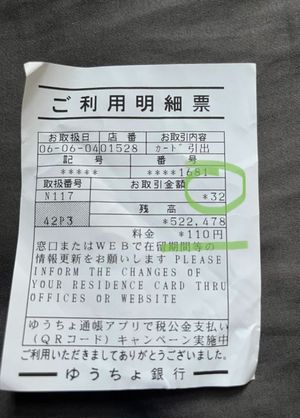 ご利用明細票
お取扱日 店番 お取引内容
06-06-04 01528 カード 引出
記号 番号
***** ****1681
取扱番号 お取引金額
N117 *32
残高
42P3 *522,478
料金 *110円
窓口またはWEBで在留期間等の
情報更新をお願いします PLEASE
INFORM THE CHANGES OF
YOUR RESIDENCE CARD THRU
OFFICES OR WEBSITE
ゆうちょ通帳アプリで税公金支払い
(QRコード)キャンペーン実施中
ご利用いただきましてありがとうございました。
ゆうちょ銀行